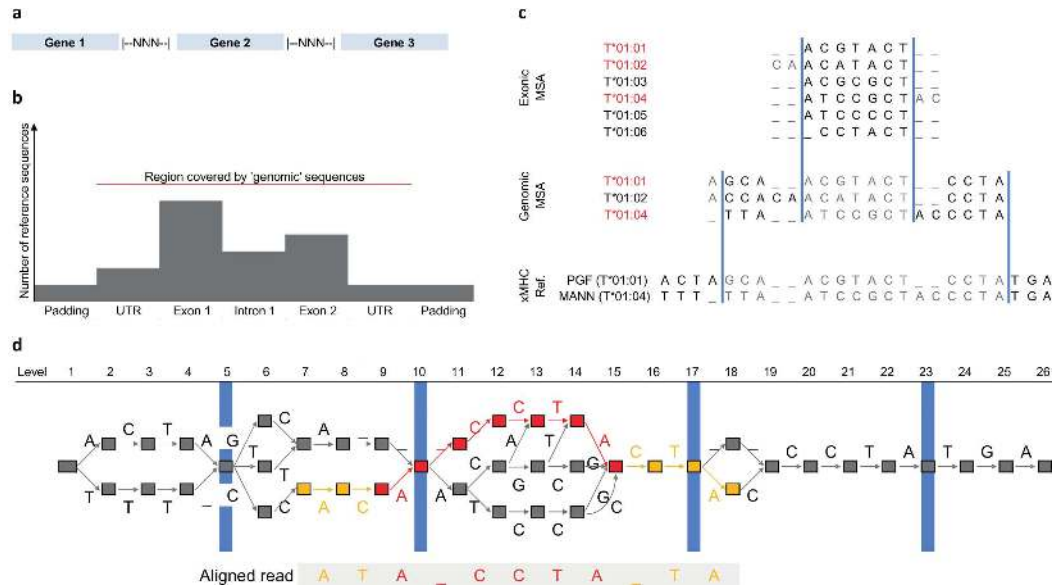 a
Gene 1 |--NNN--| Gene 2 |--NNN--| Gene 3
b
Number of reference sequences
Region covered by 'genomic' sequences
Padding UTR Exon 1 Intron 1 Exon 2 UTR Padding
c
Exonic MSA
T*01:01 _ _ A C G T A C T _ _
T*01:02 C A A C A T A C T _ _
T*01:03 _ _ A C G C G C T _ _
T*01:04 _ _ A T C C G C T A C
T*01:05 _ _ A T C C C C T _ _
T*01:06 _ _ _ C C T A C T _ _
Genomic MSA
T*01:01 A G C A _ _ A C G T A C T _ _ C C T A
T*01:02 A C C A C A A C A T A C T _ _ C C T A
T*01:04 _ T T A _ _ A T C C G C T A C C C T A
xMHC Ref.
PGF (T*01:01) A C T A G C A _ _ A C G T A C T _ _ C C T A T G A
MANN (T*01:04) T T T _ T T A _ _ A T C C G C T A C C C T A T G A
d
Level 1 2 3 4 5 6 7 8 9 10 11 12 13 14 15 16 17 18 19 20 21 22 23 24 25 26
A C T A G C A _ _ _ C C T A C T _ _ C C T A T G A
T T A T G
C G C G
T T T _ C C A C A A T C C G C A C
Aligned read A T A _ C C T A _ T A